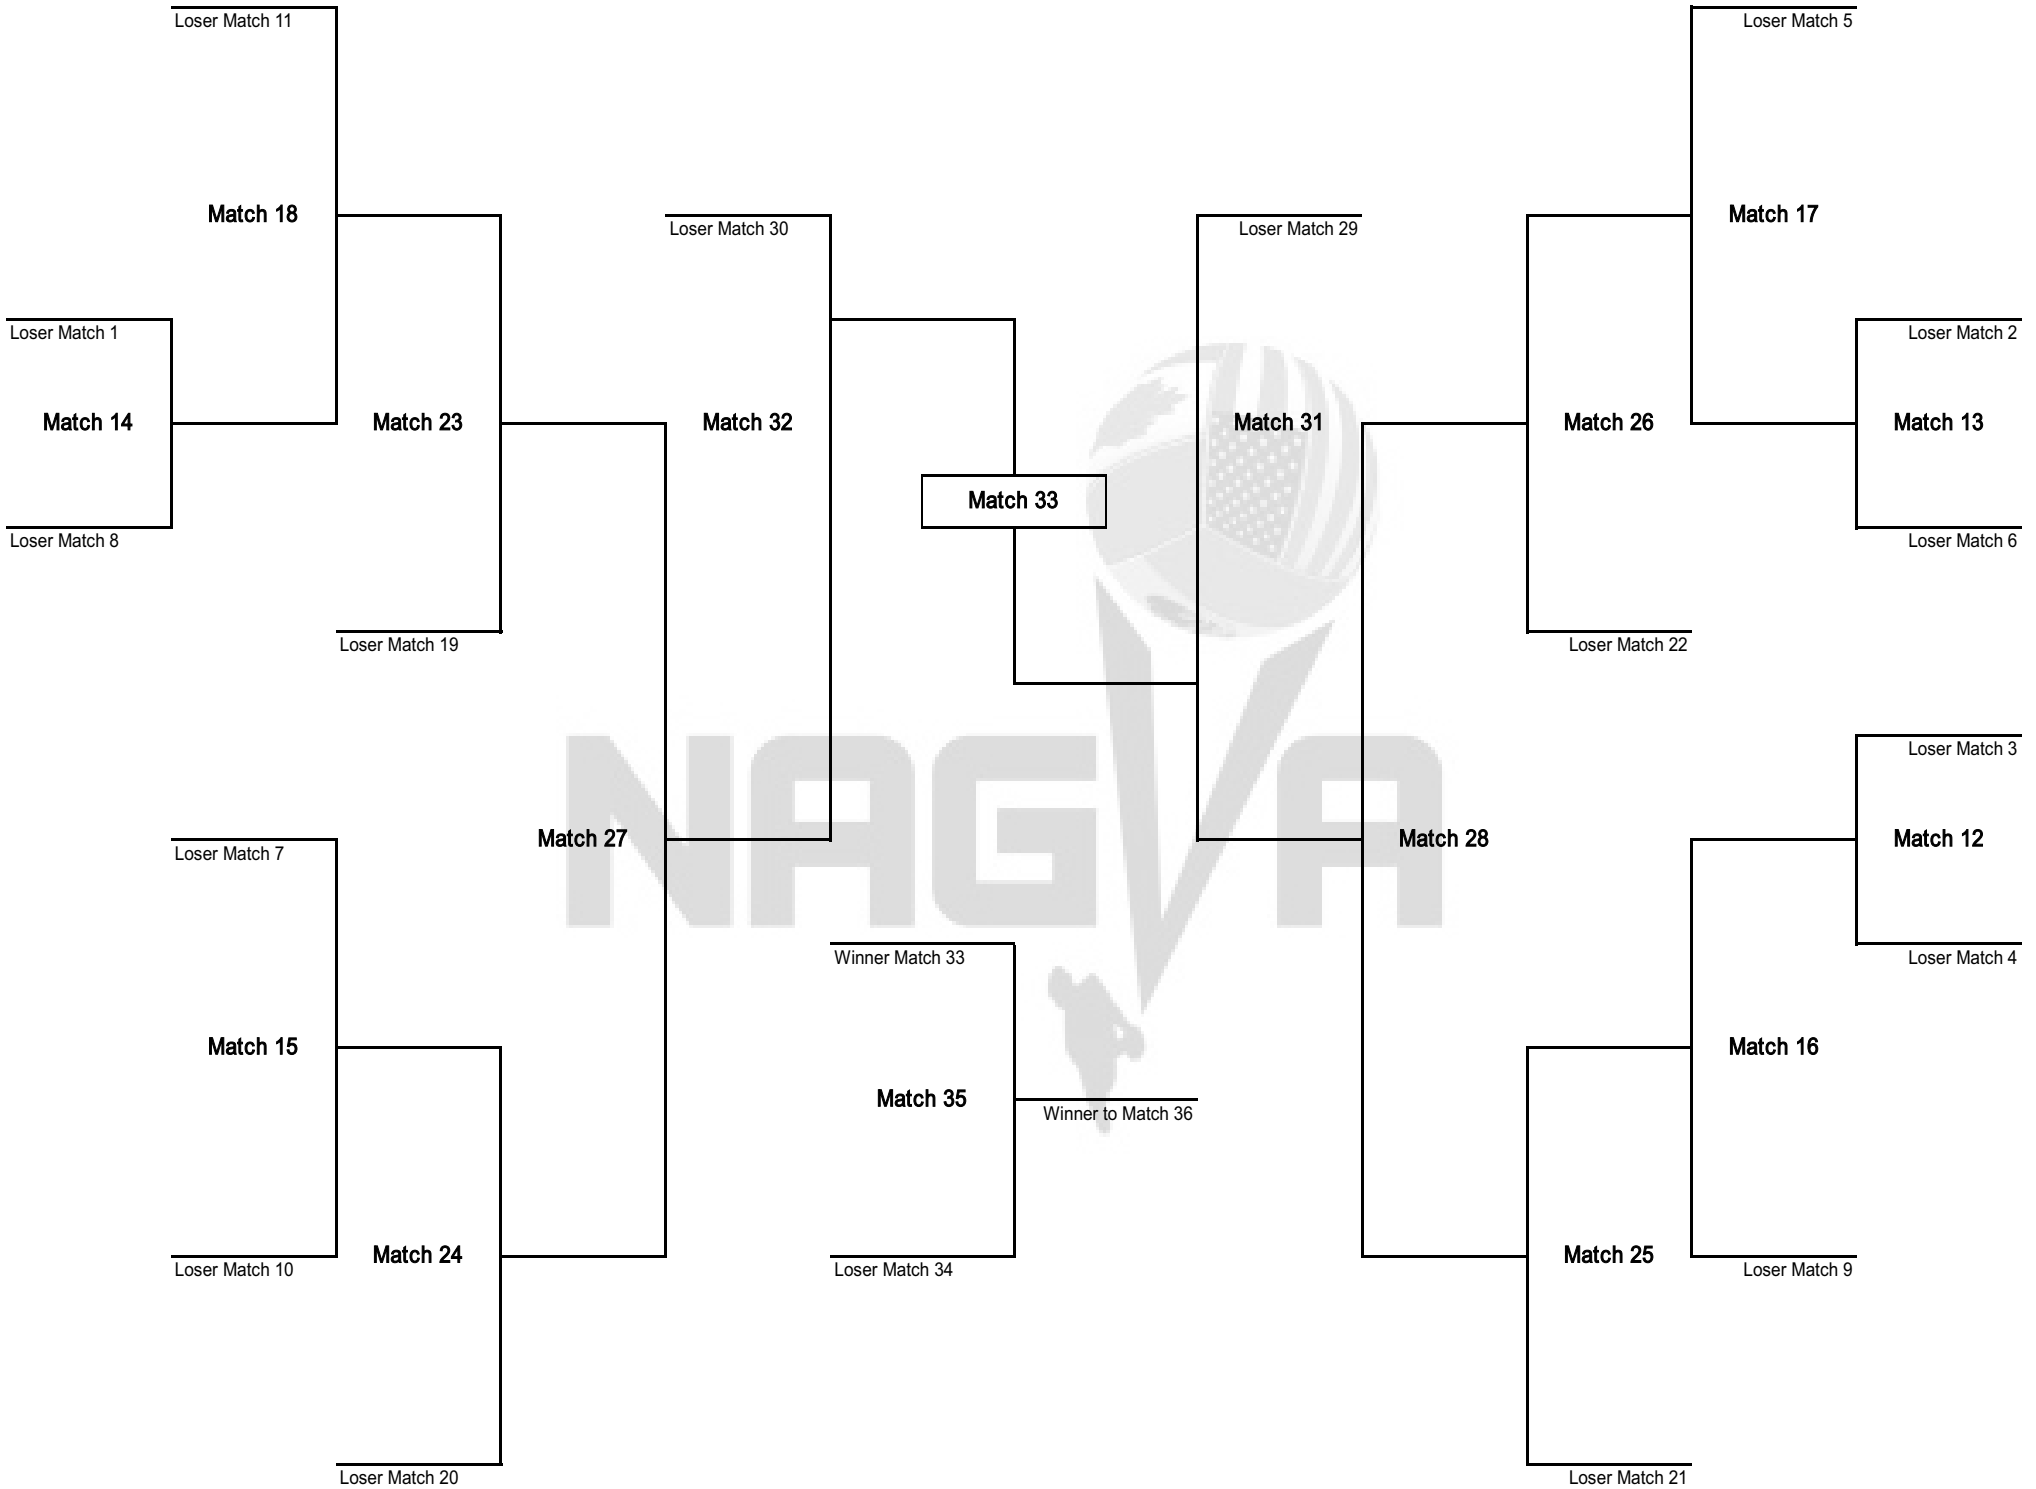 Loser Match 11
Loser Match 5
Match 18
Match 17
Loser Match 30
Loser Match 29
Loser Match 1
Loser Match 2
Match 14
Match 23
Match 32
Match 31
Match 26
Match 13
Match 33
Loser Match 8
Loser Match 6
Loser Match 19
Loser Match 22
Loser Match 3
NAGVA
Match 27
Match 28
Match 12
Loser Match 7
Winner Match 33
Loser Match 4
Match 15
Match 16
Match 35
Winner to Match 36
Match 24
Match 25
Loser Match 10
Loser Match 34
Loser Match 9
Loser Match 20
Loser Match 21